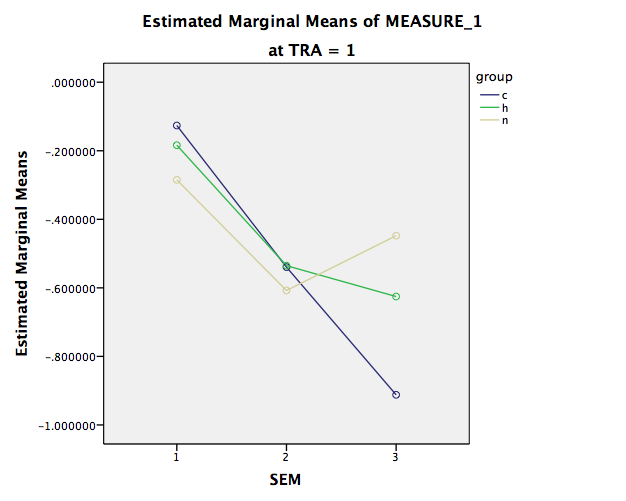 Estimated Marginal Means of MEASURE_1
at TRA = 1
group
c
h
n
Estimated Marginal Means
.000000
-.200000
-.400000
-.600000
-.800000
-1.000000
1
2
3
SEM